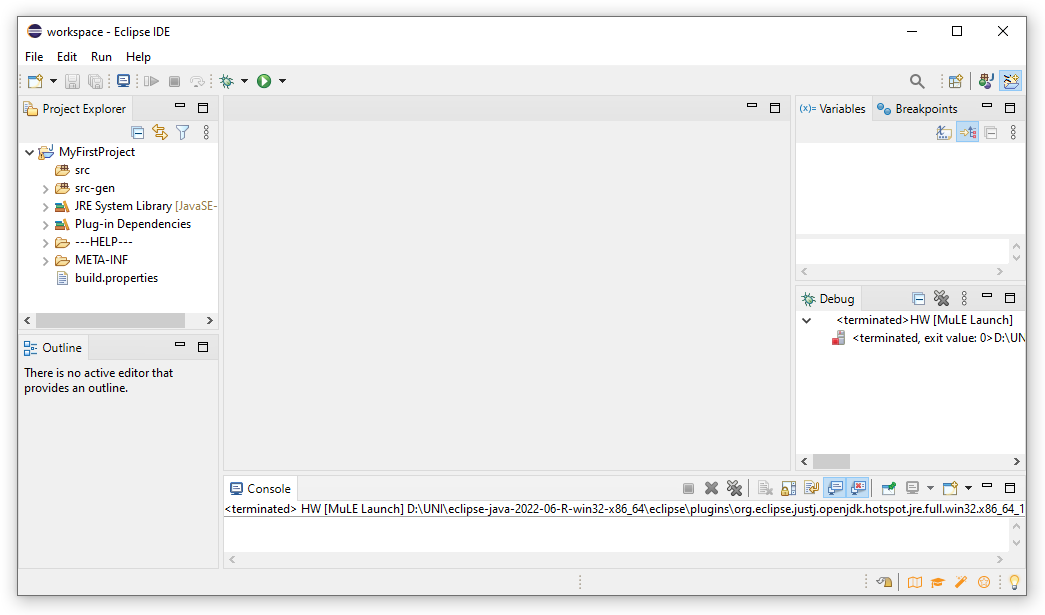 workspace - Eclipse IDE
File Edit Run Help
Project Explorer
MyFirstProject
src
src-gen
JRE System Library [JavaSE-
Plug-in Dependencies
---HELP---
META-INF
build.properties
Outline
There is no active editor that
provides an outline.
(x)= Variables Breakpoints
Debug
<terminated>HW [MuLE Launch]
<terminated, exit value: 0>D:\UN
Console
<terminated> HW [MuLE Launch] D:\UNI\eclipse-java-2022-06-R-win32-x86_64\eclipse\plugins\org.eclipse.justj.openjdk.hotspot.jre.full.win32.x86_64_1